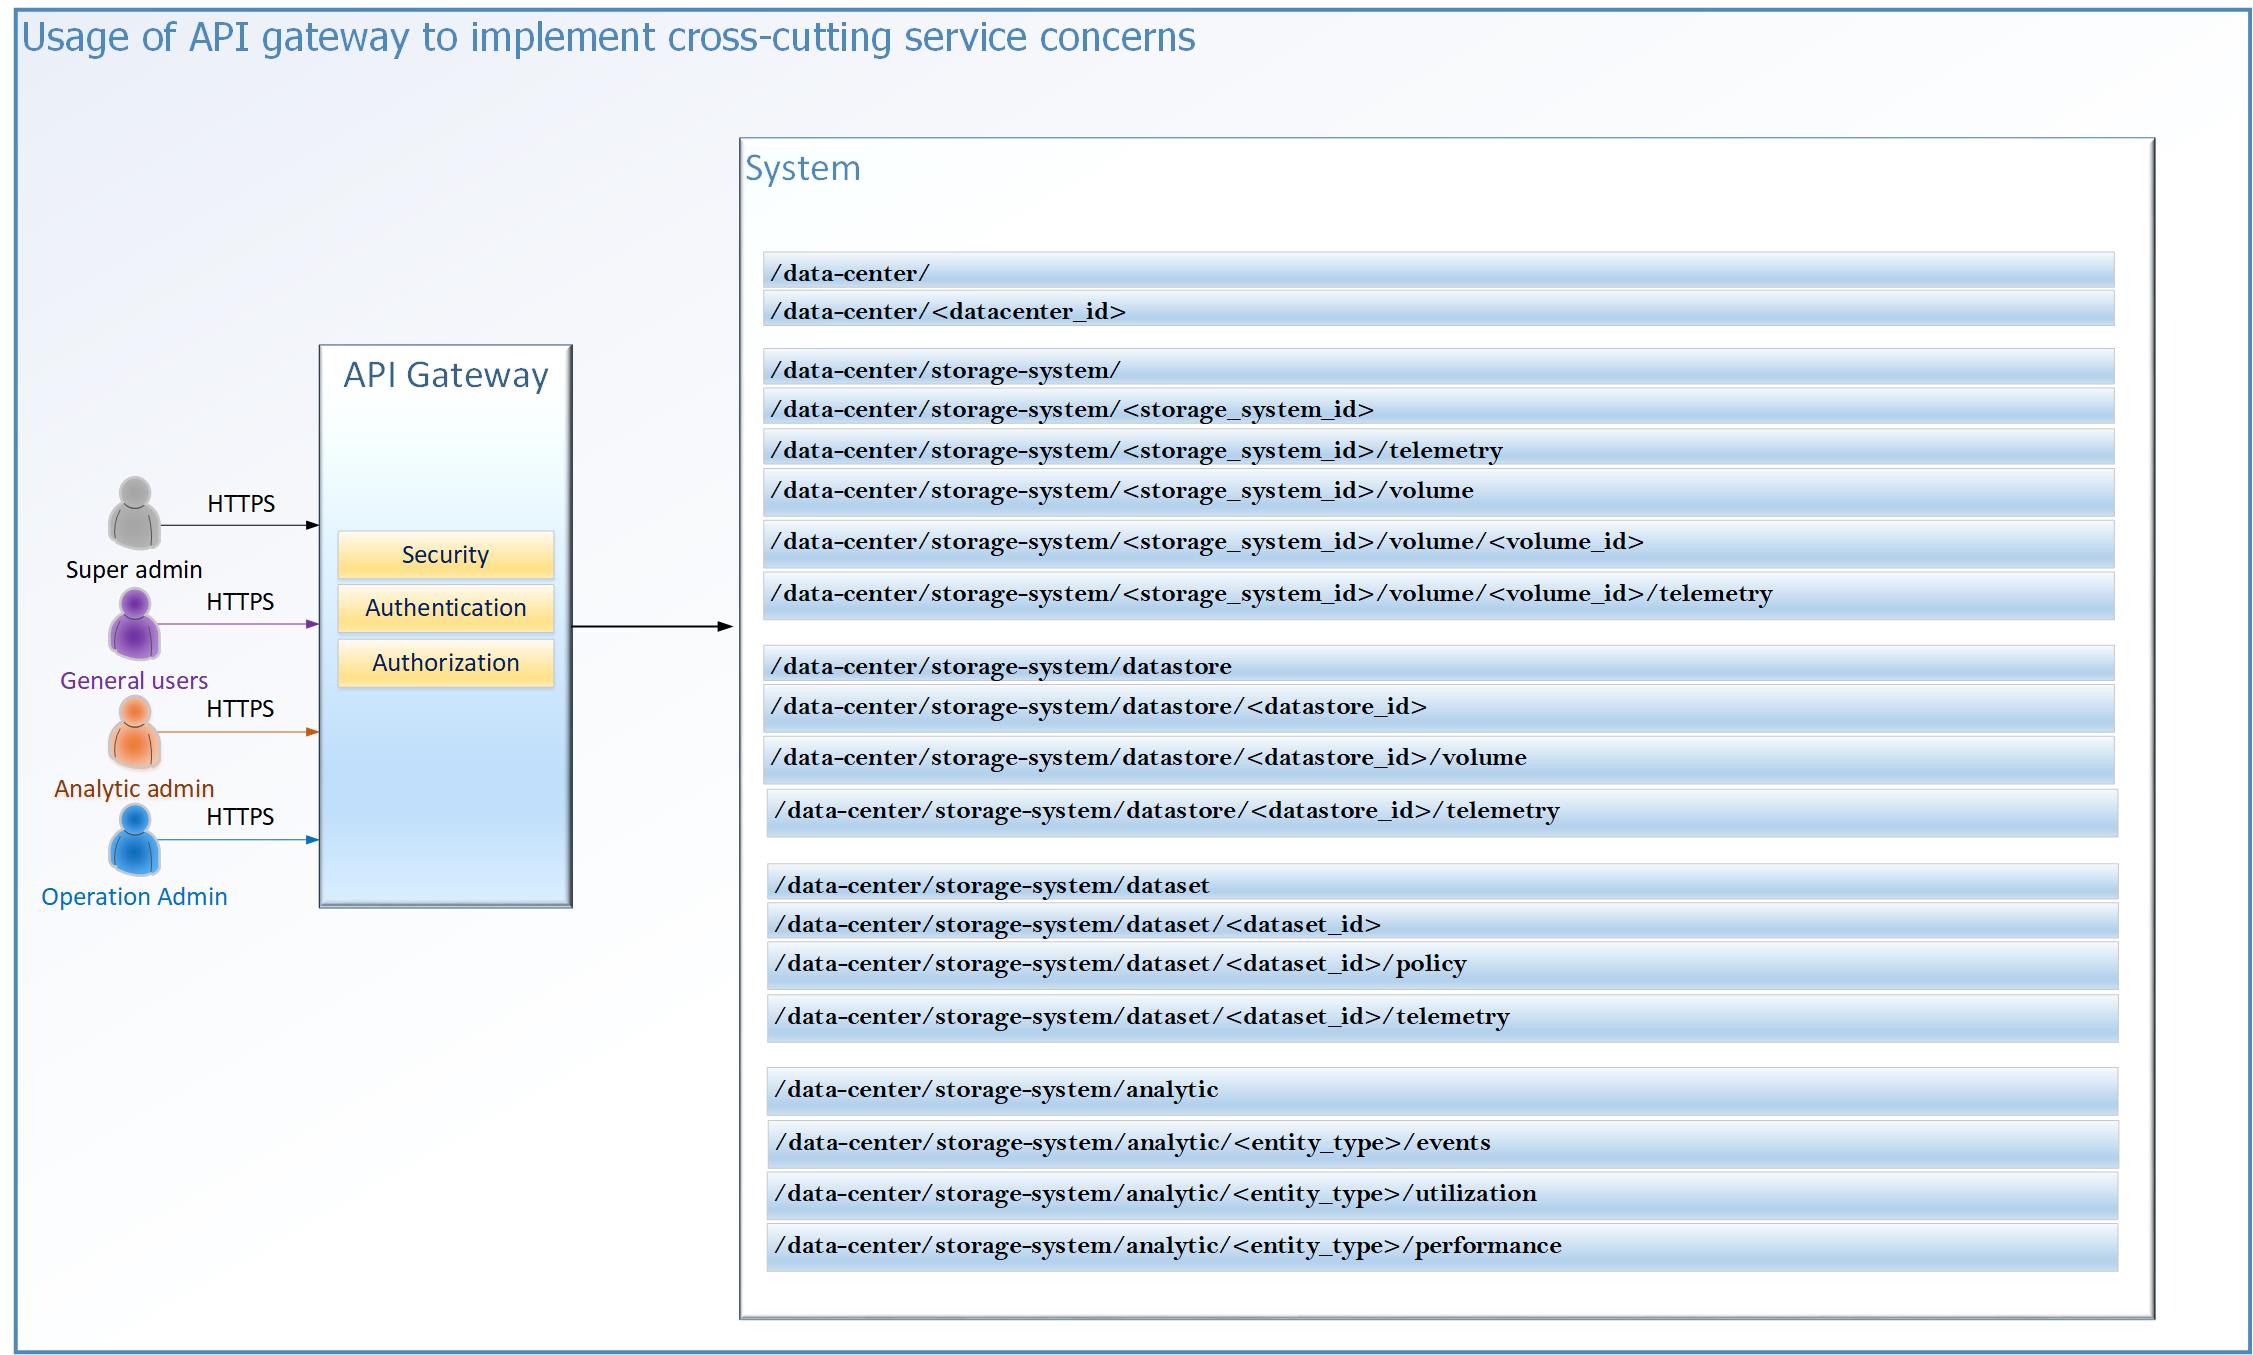 Usage of API gateway to implement cross-cutting service concerns
System
/data-center/
/data-center/<datacenter_id>
/data-center/storage-system/
/data-center/storage-system/<storage_system_id>
/data-center/storage-system/<storage_system_id>/telemetry
/data-center/storage-system/<storage_system_id>/volume
/data-center/storage-system/<storage_system_id>/volume/<volume_id>
/data-center/storage-system/<storage_system_id>/volume/<volume_id>/telemetry
/data-center/storage-system/datastore
/data-center/storage-system/datastore/<datastore_id>
/data-center/storage-system/datastore/<datastore_id>/volume
/data-center/storage-system/datastore/<datastore_id>/telemetry
/data-center/storage-system/dataset
/data-center/storage-system/dataset/<dataset_id>
/data-center/storage-system/dataset/<dataset_id>/policy
/data-center/storage-system/dataset/<dataset_id>/telemetry
/data-center/storage-system/analytic
/data-center/storage-system/analytic/<entity_type>/events
/data-center/storage-system/analytic/<entity_type>/utilization
/data-center/storage-system/analytic/<entity_type>/performance
API Gateway
Security
Authentication
Authorization
HTTPS
Super admin
HTTPS
General users
HTTPS
Analytic admin
HTTPS
Operation Admin